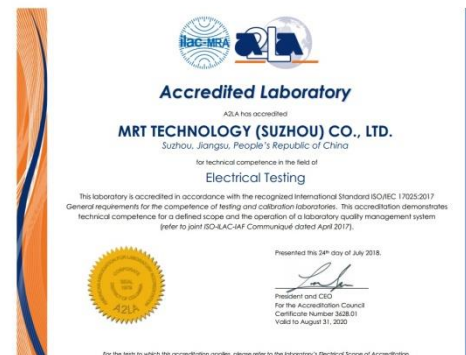 ilac-MRA
A2LA
Accredited Laboratory
A2LA has accredited
MRT TECHNOLOGY (SUZHOU) CO., LTD.
Suzhou, Jiangsu, People's Republic of China
for technical competence in the field of
Electrical Testing
This laboratory is accredited in accordance with the recognized International Standard ISO/IEC 17025:2017
General requirements for the competence of testing and calibration laboratories. This accreditation demonstrates
technical competence for a defined scope and the operation of a laboratory quality management system
(refer to joint ISO-ILAC-IAF Communiqué dated April 2017).
Presented this 24th day of July 2018.
President and CEO
For the Accreditation Council
Certificate Number 3628.01
Valid to August 31, 2020
SEAL
A2LA
For the tests to which this accreditation applies, please refer to the laboratory's Electrical Scope of Accreditation.